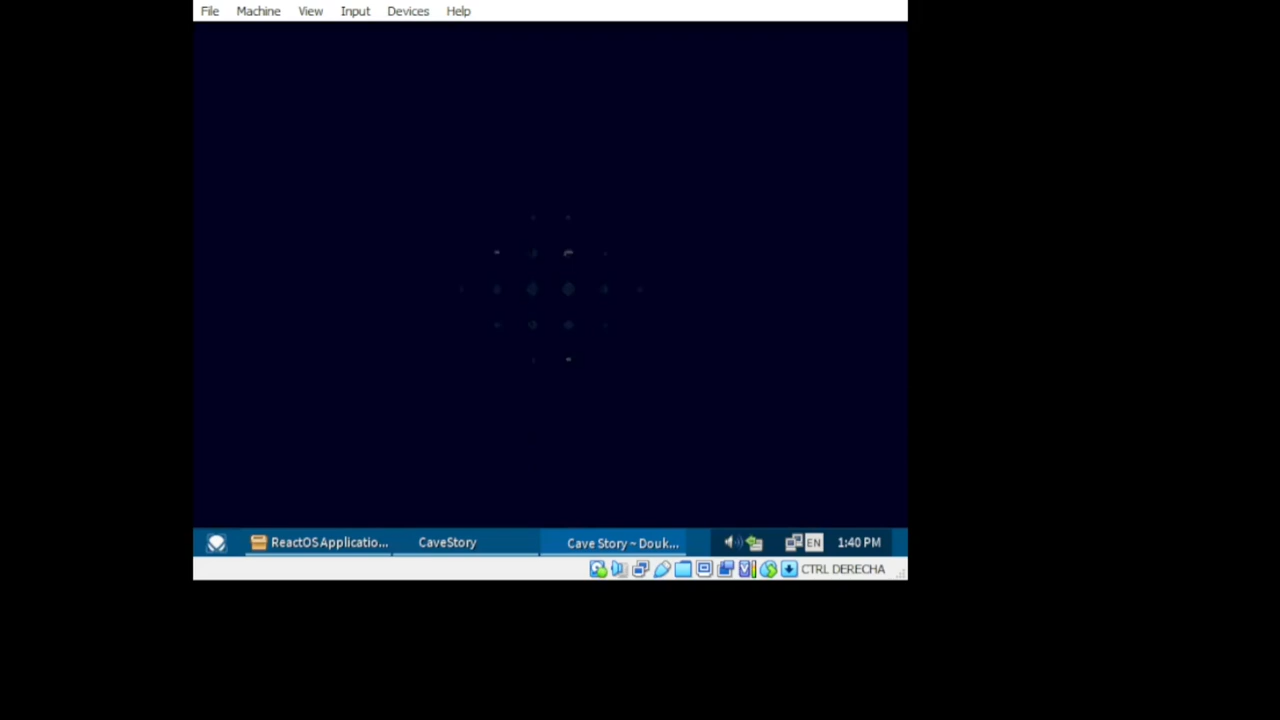 File Machine View Input Devices Help
ReactOS Applicatio... CaveStory Cave Story ~ Douk... EN 1:40 PM
CTRL DERECHA